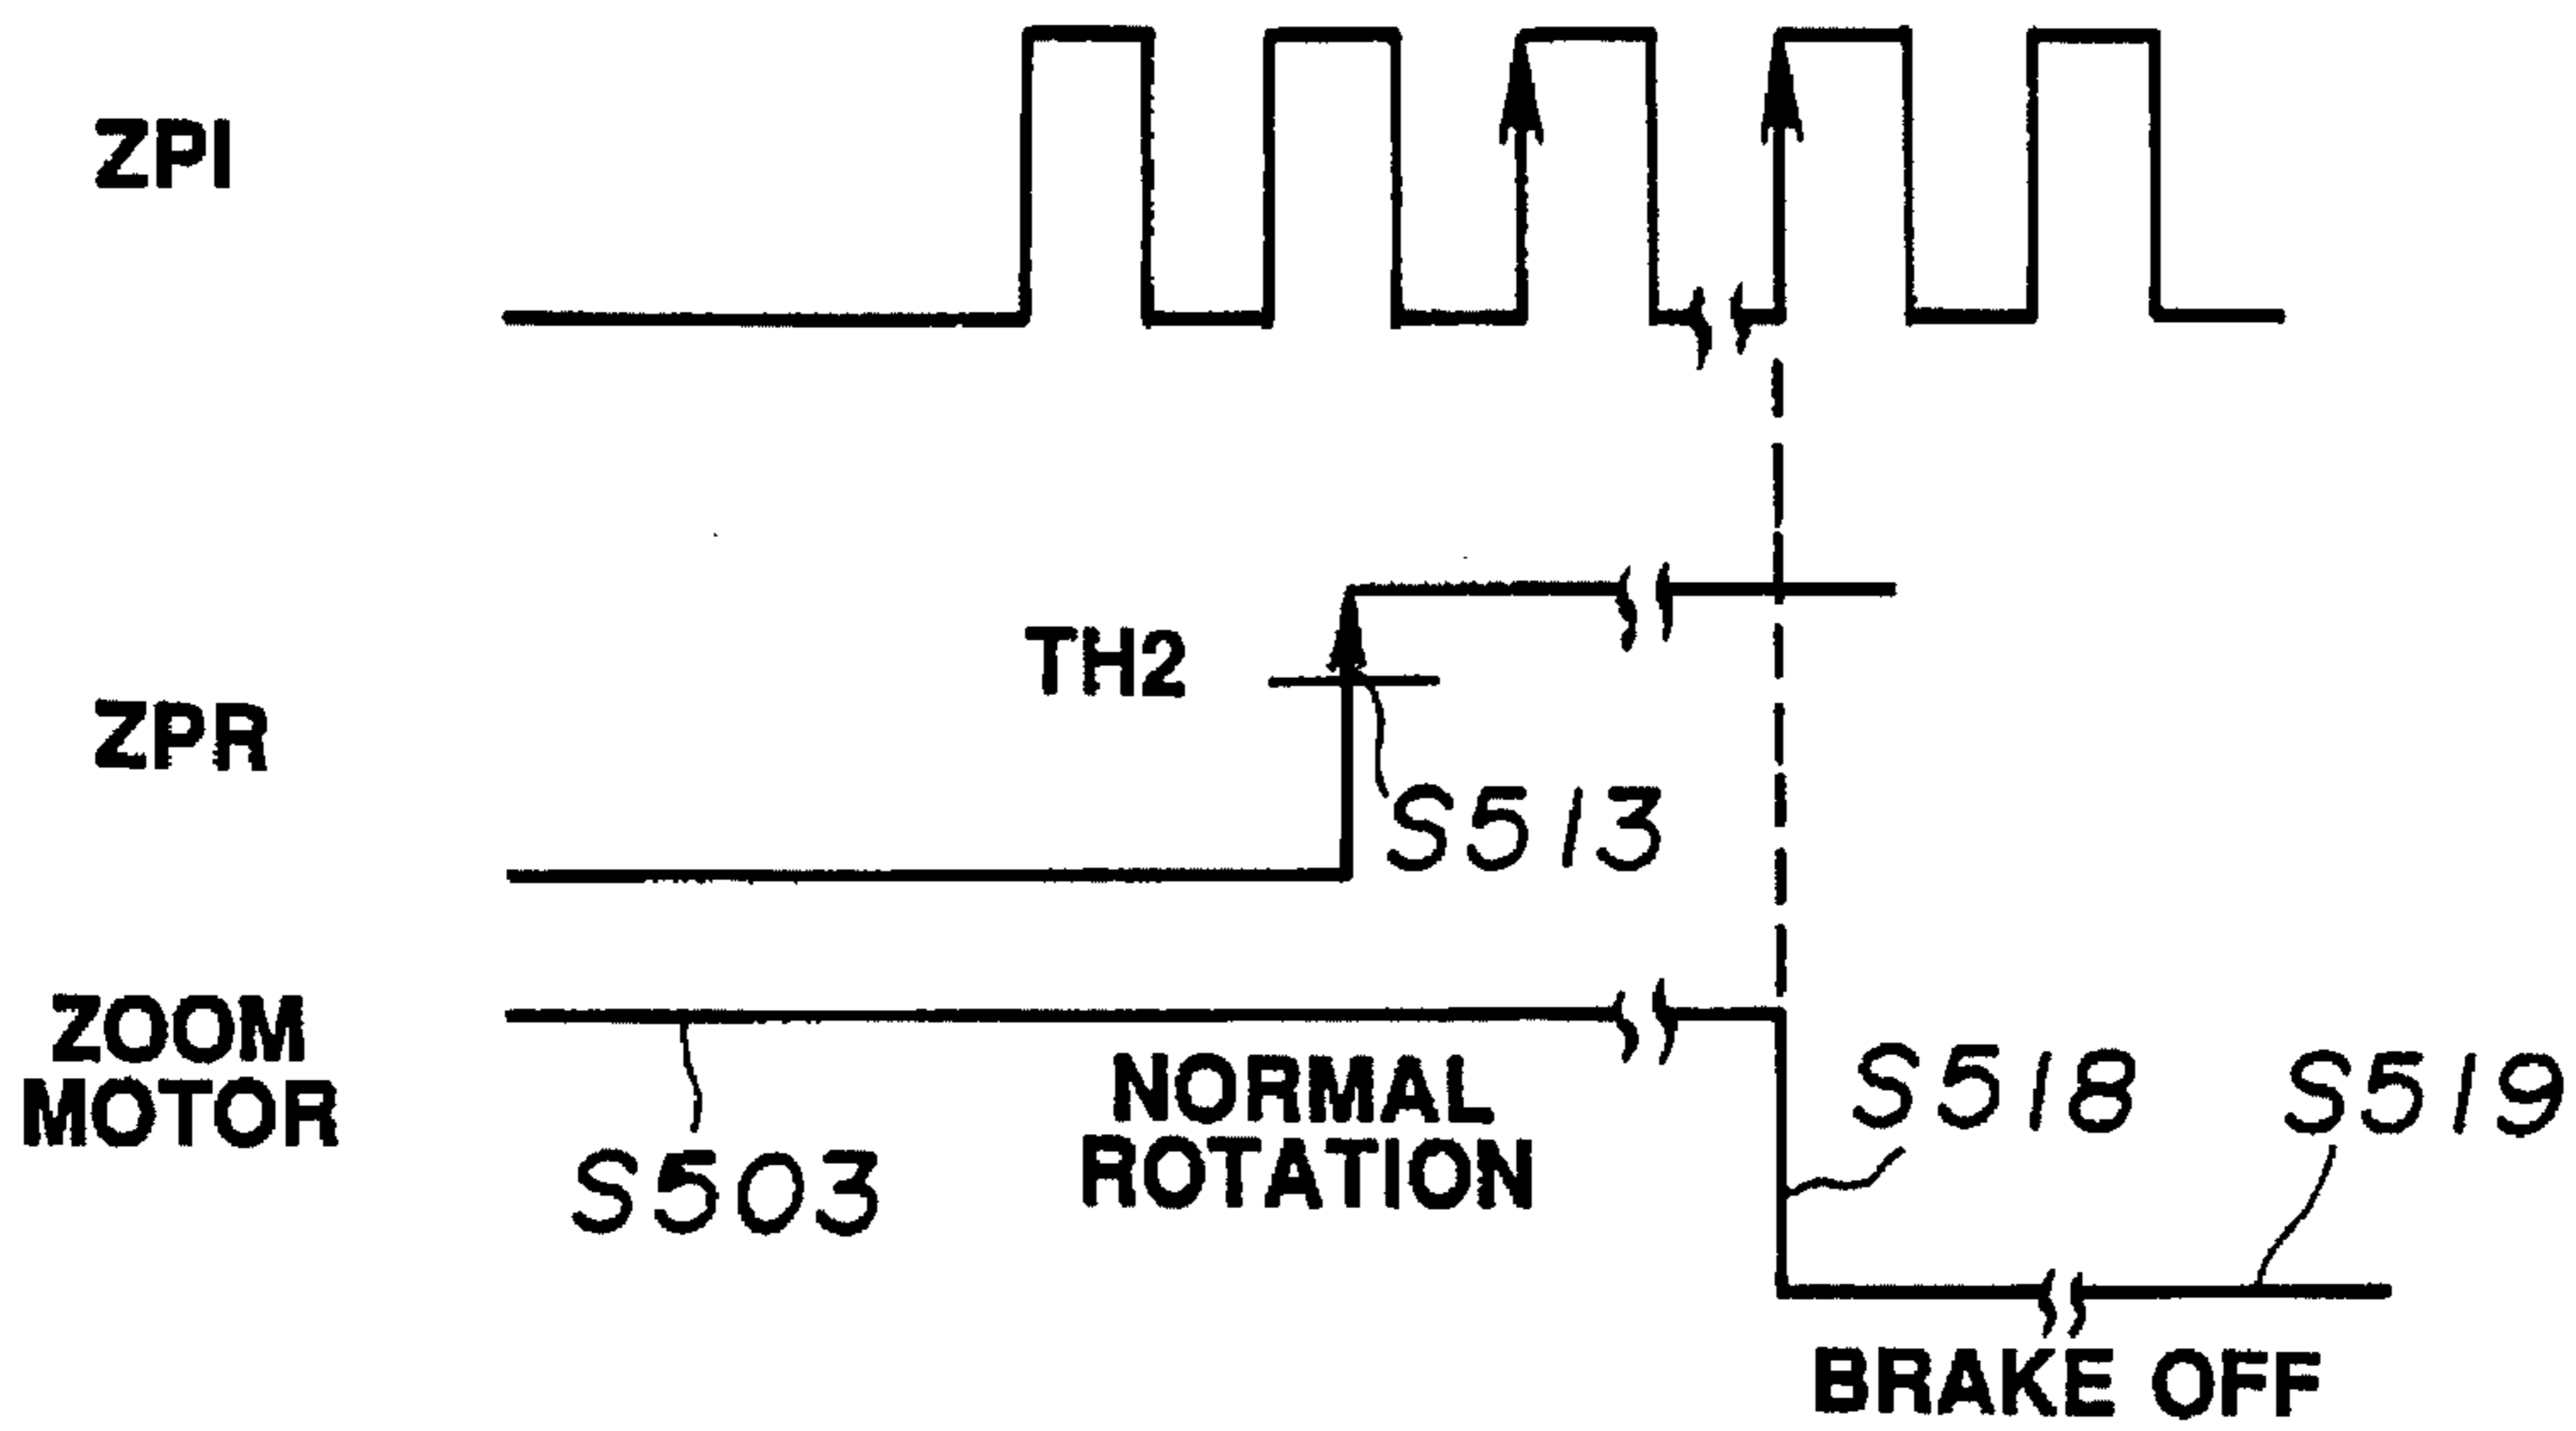 ZPI
TH2
ZPR
S513
ZOOM
MOTOR
S503
NORMAL
ROTATION
S518
S519
BRAKE OFF